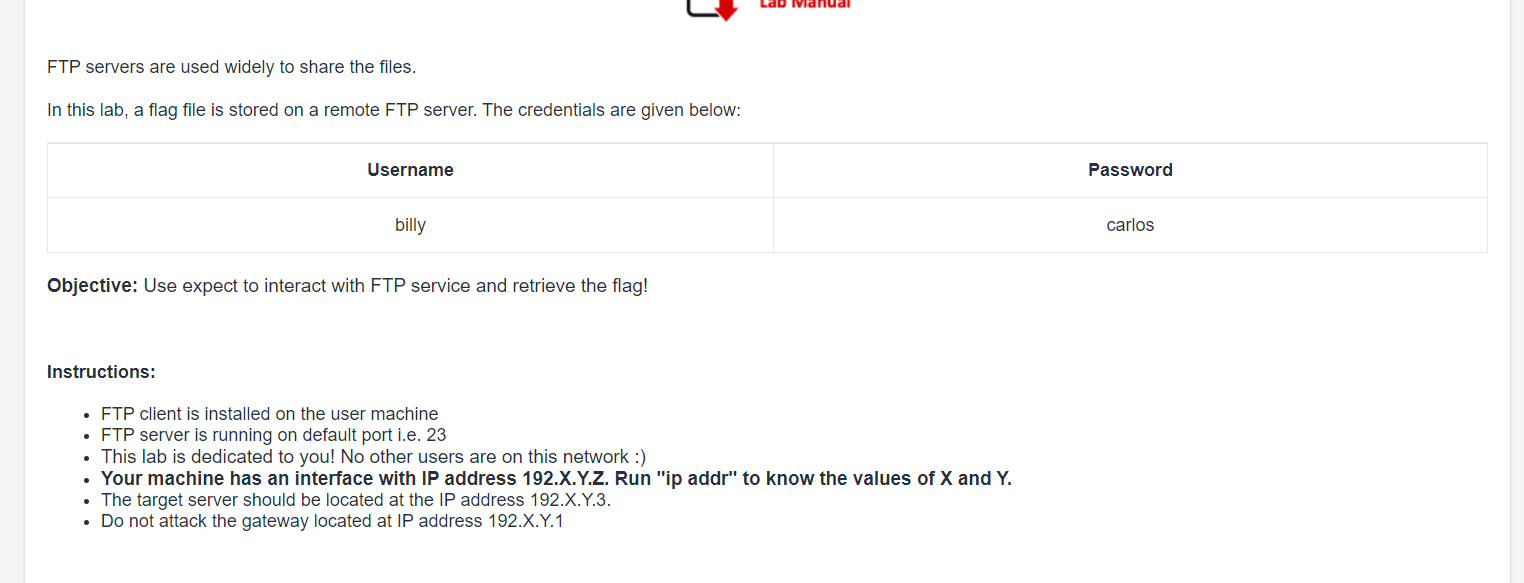 Lab Manual
FTP servers are used widely to share the files.
In this lab, a flag file is stored on a remote FTP server. The credentials are given below:
Username Password
billy carlos
Objective: Use expect to interact with FTP service and retrieve the flag!
Instructions:
• FTP client is installed on the user machine
• FTP server is running on default port i.e. 23
• This lab is dedicated to you! No other users are on this network :)
• Your machine has an interface with IP address 192.X.Y.Z. Run "ip addr" to know the values of X and Y.
• The target server should be located at the IP address 192.X.Y.3.
• Do not attack the gateway located at IP address 192.X.Y.1